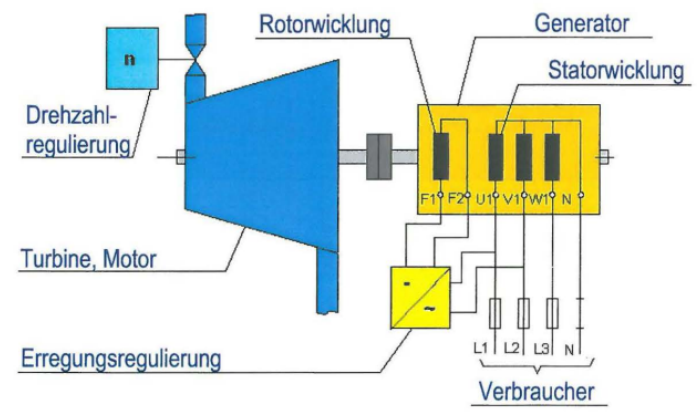 Rotorwicklung
Generator
n
Statorwicklung
Drehzahl-
regulierung
F1 F2 U1 V1 W1 N
Turbine, Motor
-
~
Erregungsregulierung
L1 L2 L3 N
Verbraucher